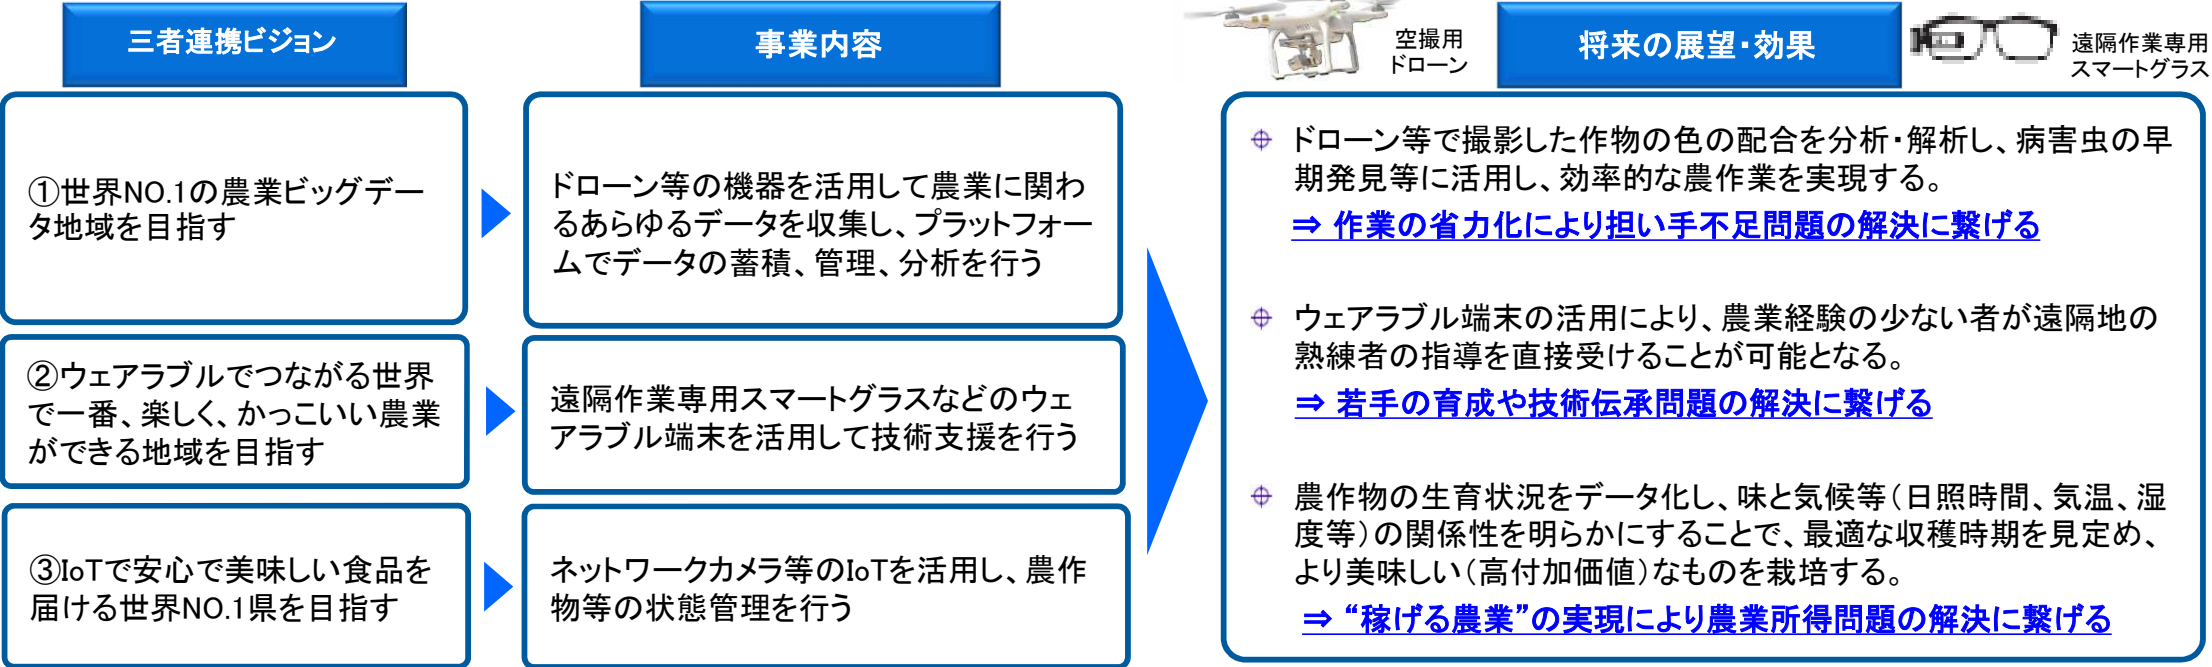 三者連携ビジョン
事業内容
空撮用
ドローン
将来の展望・効果
遠隔作業専用
スマートグラス
①世界NO.1の農業ビッグデー
タ地域を目指す
ドローン等の機器を活用して農業に関わ
るあらゆるデータを収集し、プラットフォー
ムでデータの蓄積、管理、分析を行う
②ウェアラブルでつながる世界
で一番、楽しく、かっこいい農業
ができる地域を目指す
遠隔作業専用スマートグラスなどのウェ
アラブル端末を活用して技術支援を行う
③IoTで安心で美味しい食品を
届ける世界NO.1県を目指す
ネットワークカメラ等のIoTを活用し、農作
物等の状態管理を行う
ドローン等で撮影した作物の色の配合を分析・解析し、病害虫の早
期発見等に活用し、効率的な農作業を実現する。
⇒ 作業の省力化により担い手不足問題の解決に繋げる
ウェアラブル端末の活用により、農業経験の少ない者が遠隔地の
熟練者の指導を直接受けることが可能となる。
⇒ 若手の育成や技術伝承問題の解決に繋げる
農作物の生育状況をデータ化し、味と気候等（日照時間、気温、湿
度等）の関係性を明らかにすることで、最適な収穫時期を見定め、
より美味しい（高付加価値）なものを栽培する。
⇒ “稼げる農業”の実現により農業所得問題の解決に繋げる